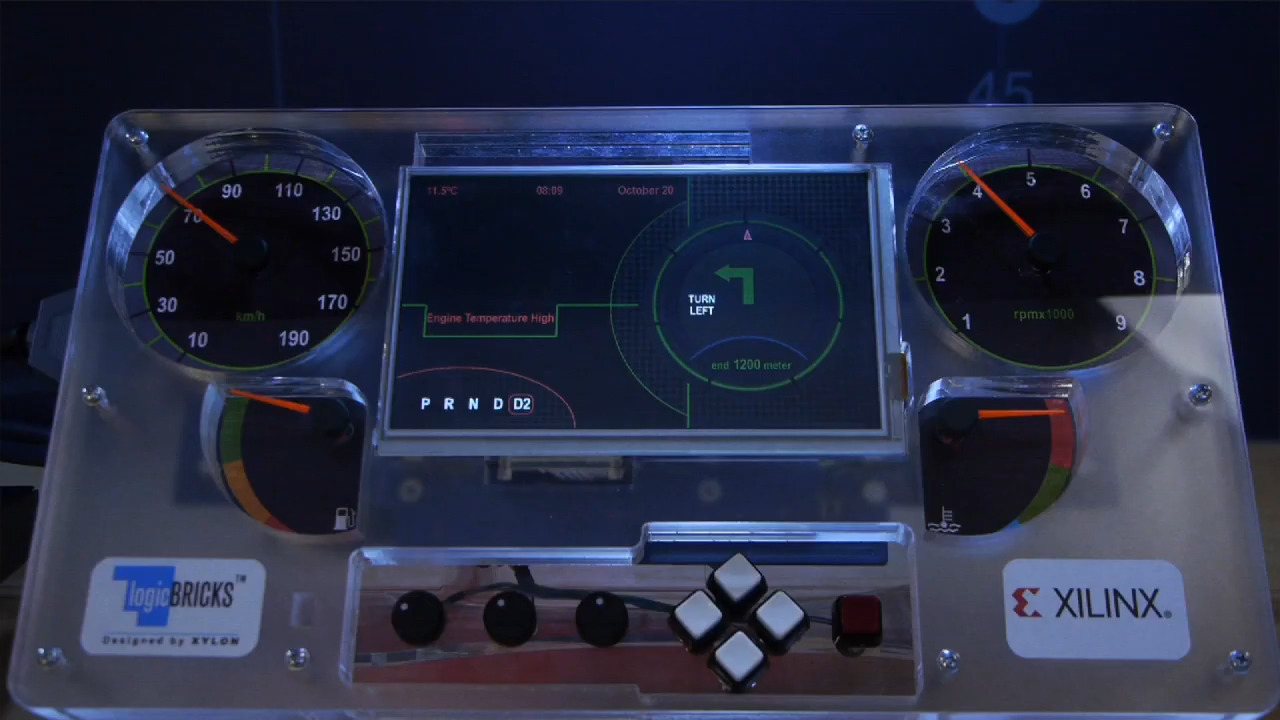 45
90 110
70 130
50 150
30 170
10 190
km/h
11.5ºC 08:09 October 20
Engine Temperature High
P R N D D2
TURN
LEFT
end 1200 meter
4 5 6
3 7
2 8
1 9
rpmx1000
logicBRICKS™
Designed by XYLON
XILINX®